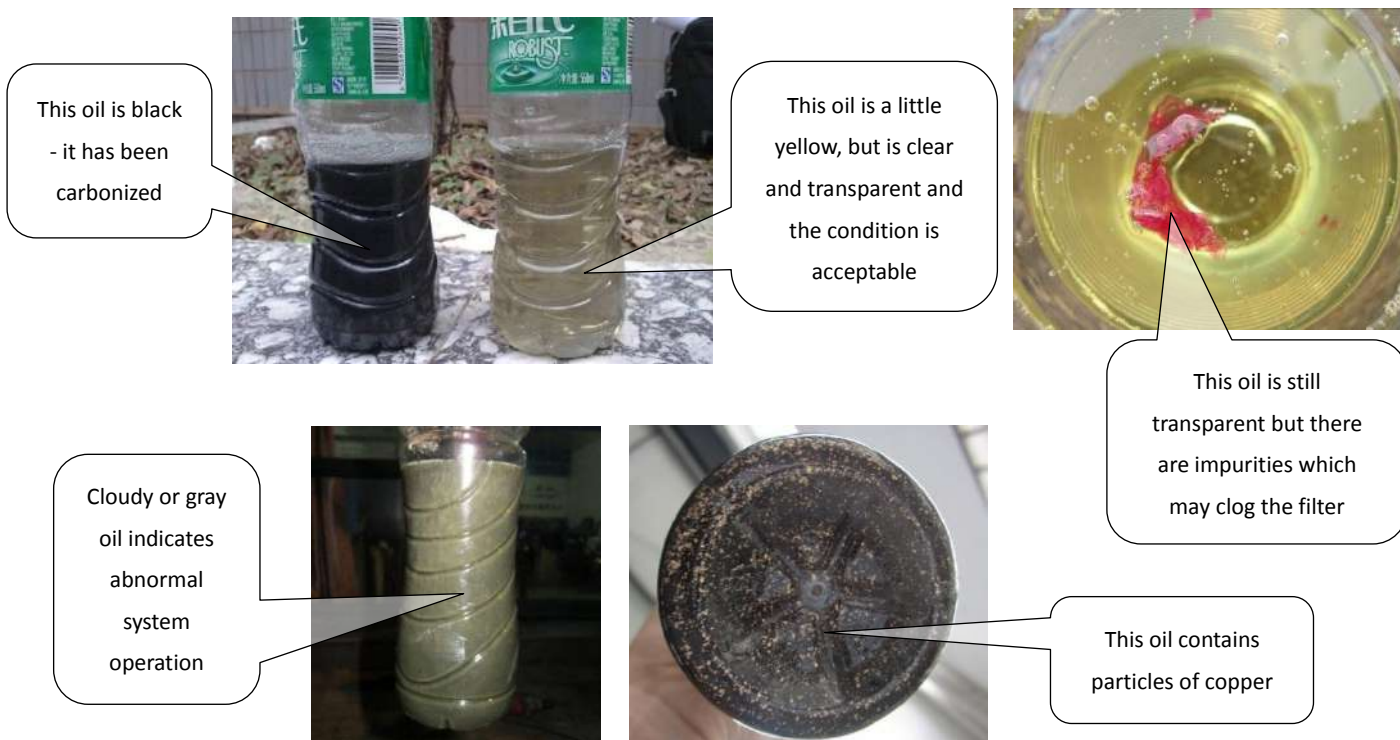 This oil is black
- it has been
carbonized
ROBUST
This oil is a little
yellow, but is clear
and transparent and
the condition is
acceptable
This oil is still
transparent but there
are impurities which
may clog the filter
Cloudy or gray
oil indicates
abnormal
system
operation
This oil contains
particles of copper